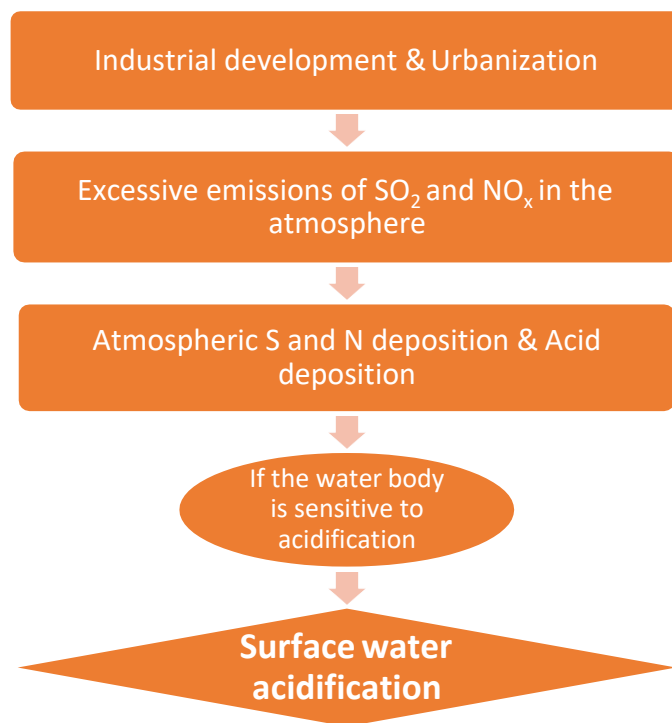 Industrial development & Urbanization
Excessive emissions of SO₂ and NOₓ in the
atmosphere
Atmospheric S and N deposition & Acid
deposition
If the water body
is sensitive to
acidification
Surface water
acidification